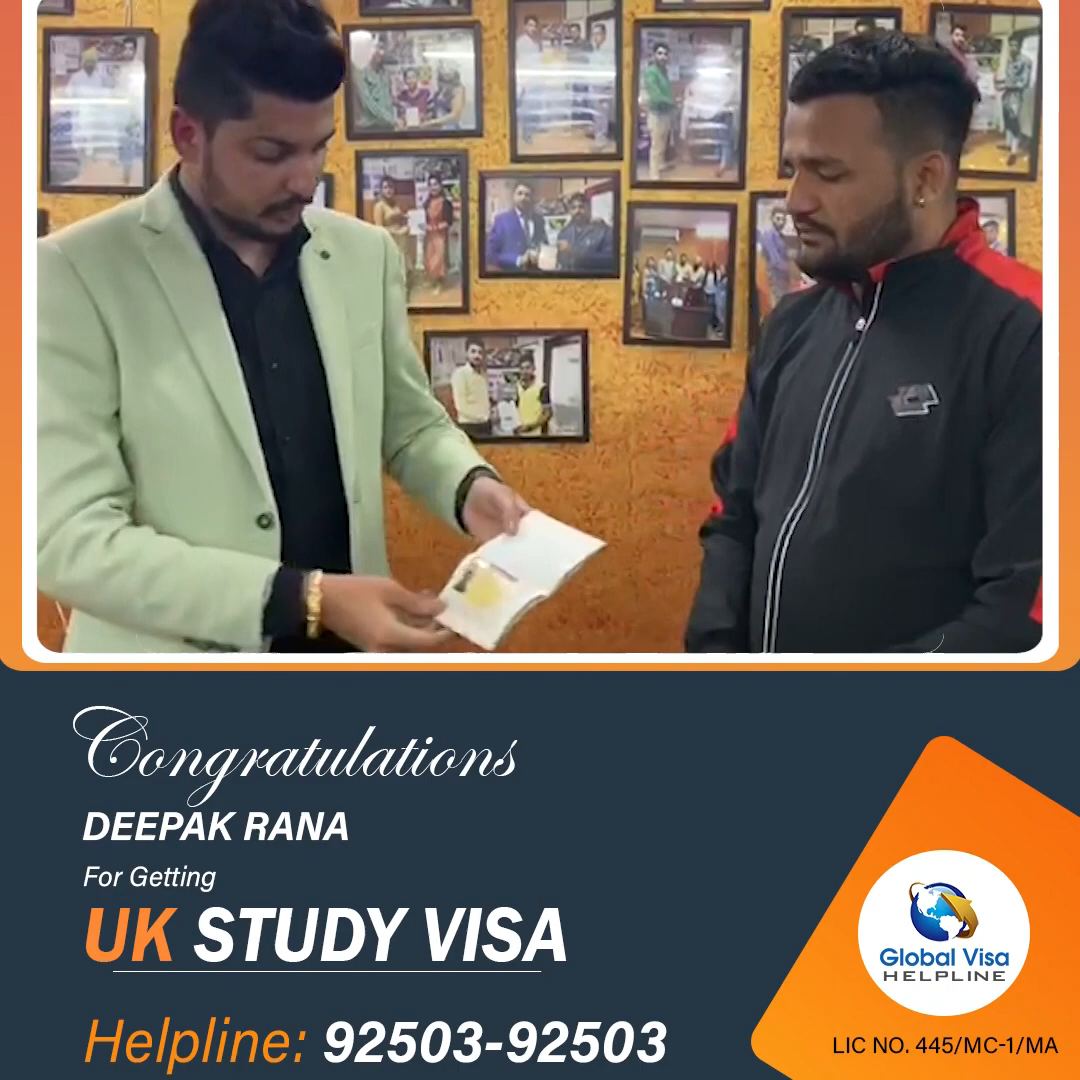 Congratulations
DEEPAK RANA
For Getting
UK STUDY VISA
Helpline: 92503-92503
Global Visa
HELPLINE
LIC NO. 445/MC-1/MA